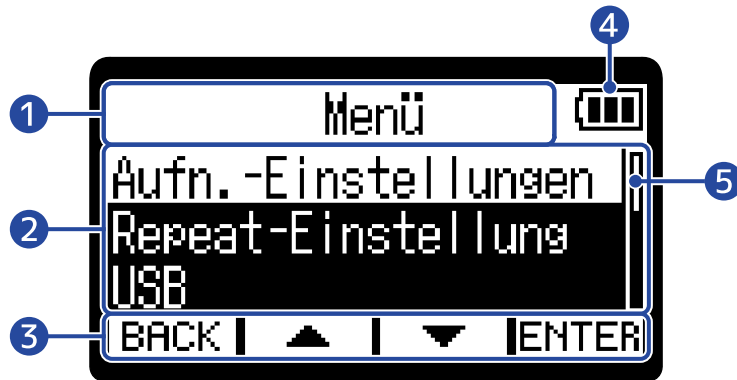 4
1 Menü
Aufn.-Einstellungen
5
2 Repeat-Einstellung
USB
3 BACK ▲ ▼ ENTER